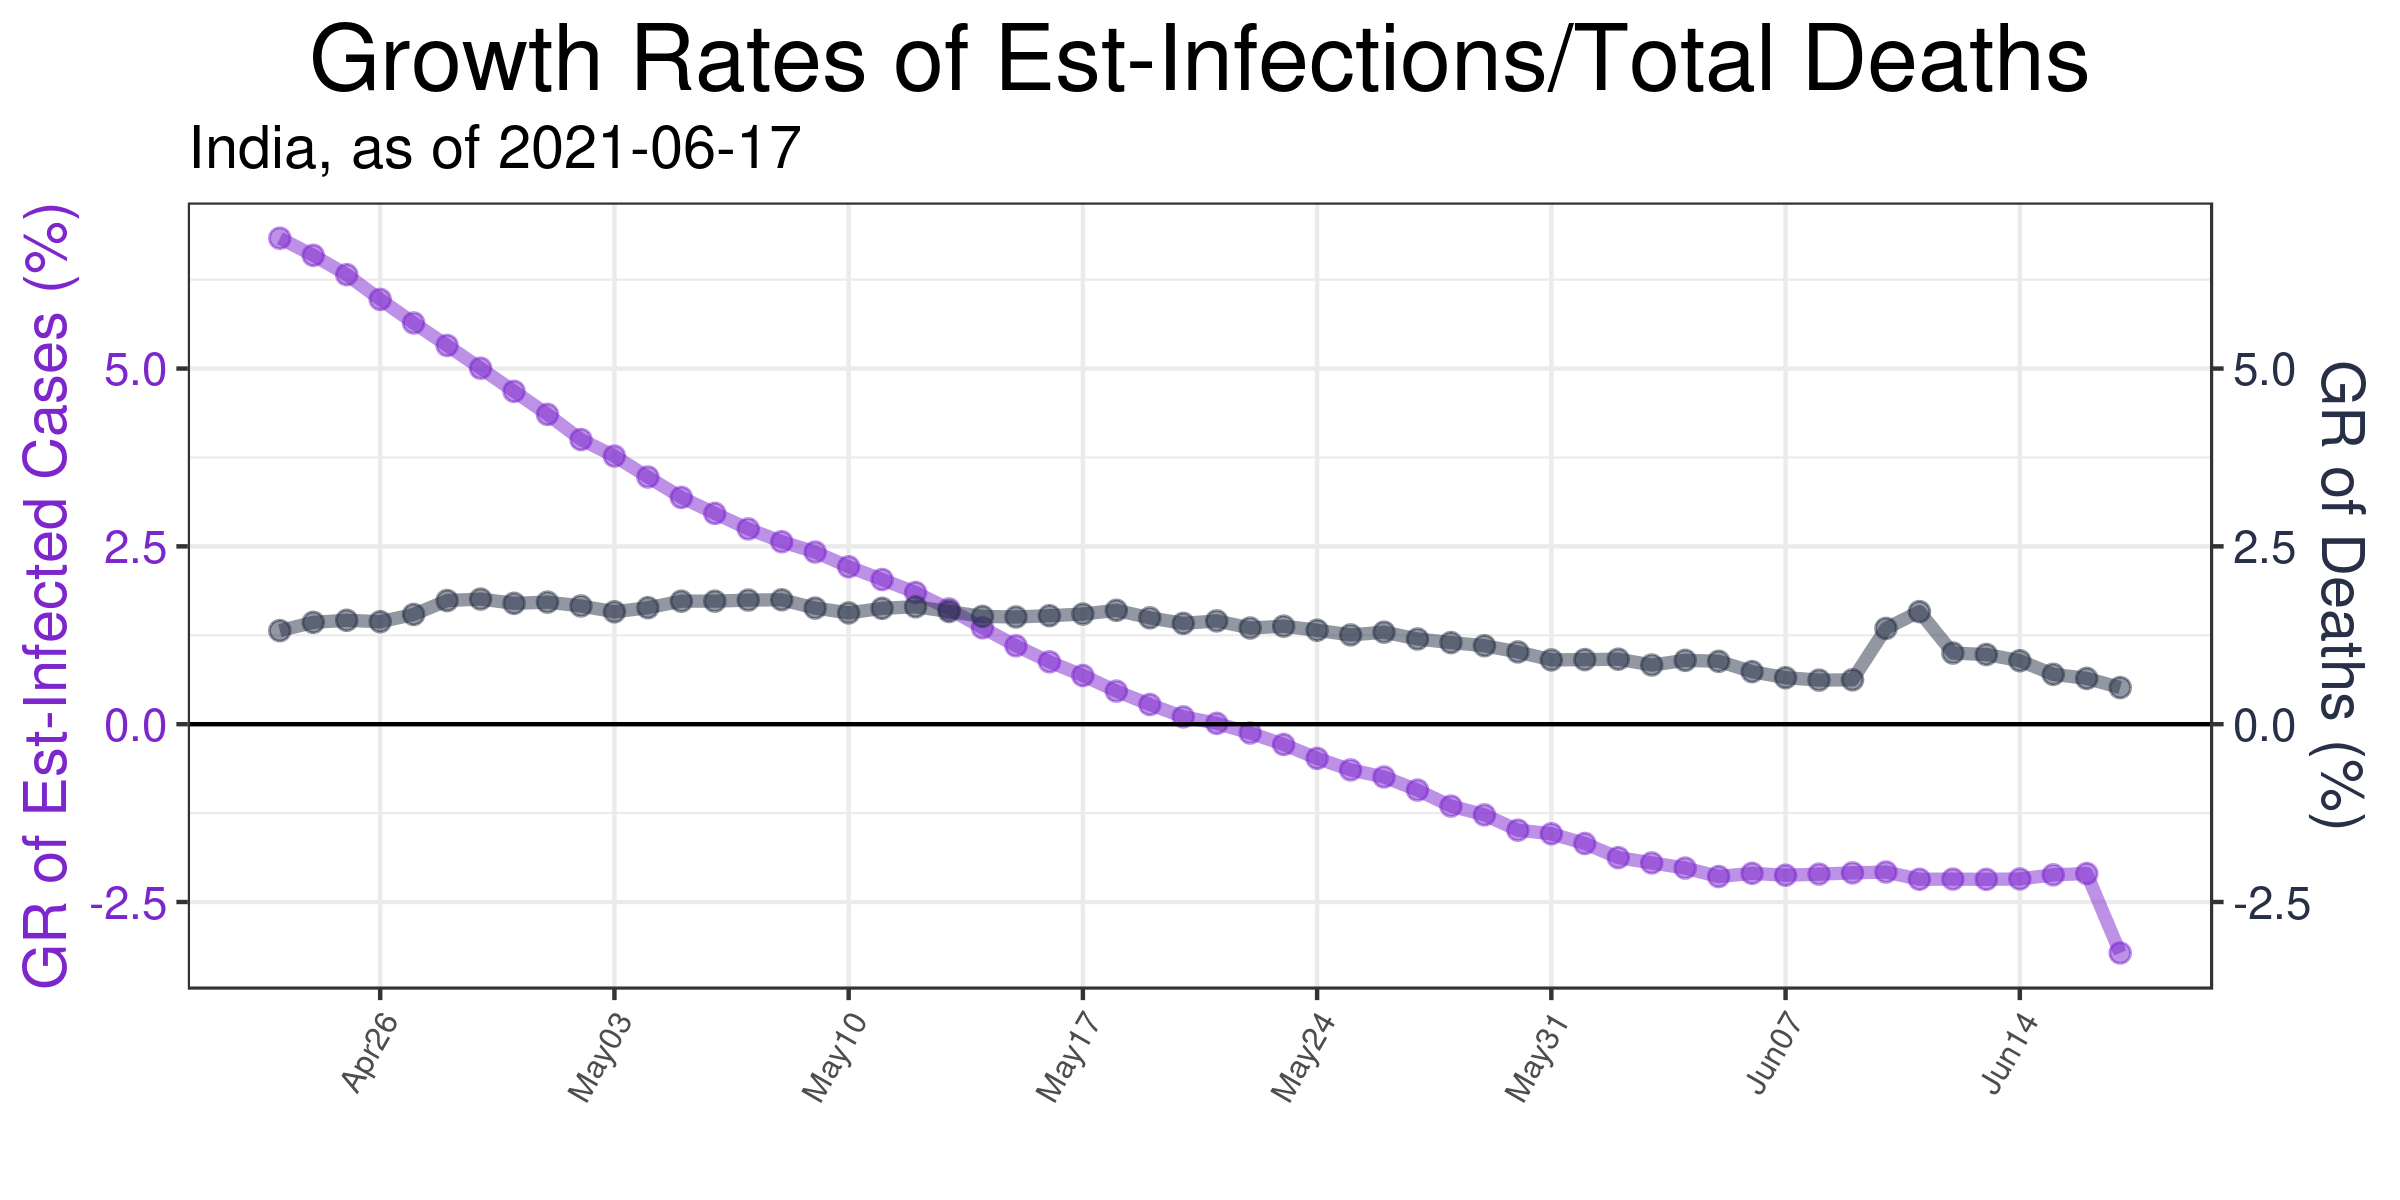 Growth Rates of Est-Infections/Total Deaths
India, as of 2021-06-17
GR of Est-Infected Cases (%)
5.0
2.5
0.0
-2.5
5.0
2.5
0.0
-2.5
GR of Deaths (%)
Apr26
May03
May10
May17
May24
May31
Jun07
Jun14